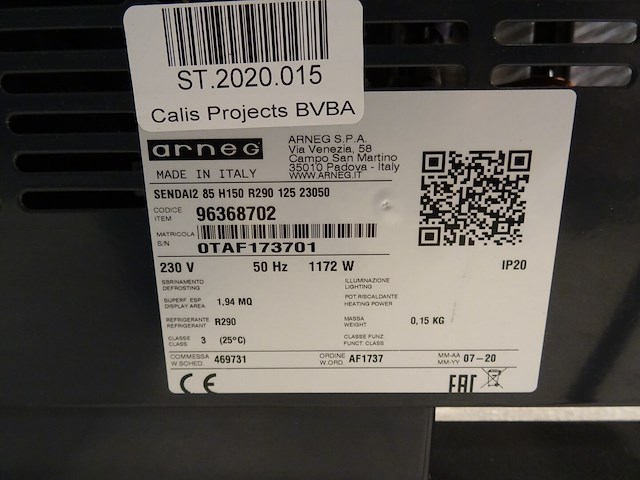 ST.2020.015
Calis Projects BVBA
arneg
MADE IN ITALY
ARNEG S.P.A.
Via Venezia, 58
Campo San Martino
35010 Padova - Italy
WWW.ARNEG.IT
SENDAI2 85 H150 R290 125 23050
CODICE
ITEM
96368702
MATRICOLA
S/N
0TAF173701
230 V 50 Hz 1172 W
IP20
SBRINAMENTO
DEFROSTING
ILLUMINAZIONE
LIGHTING
SUPERF. ESP.
DISPLAY AREA
1,94 MQ
POT.RISCALDANTE
HEATING POWER
REFRIGERANTE
REFRIGERANT
R290
MASSA
WEIGHT
0,15 KG
CLASSE
CLASS
3 (25°C)
CLASSE FUNZ.
FUNCT. CLASS
COMMESSA
W.SCHED.
469731
ORDINE
W.ORD.
AF1737
MM-AA
MM-YY
07-20
CE
EAC